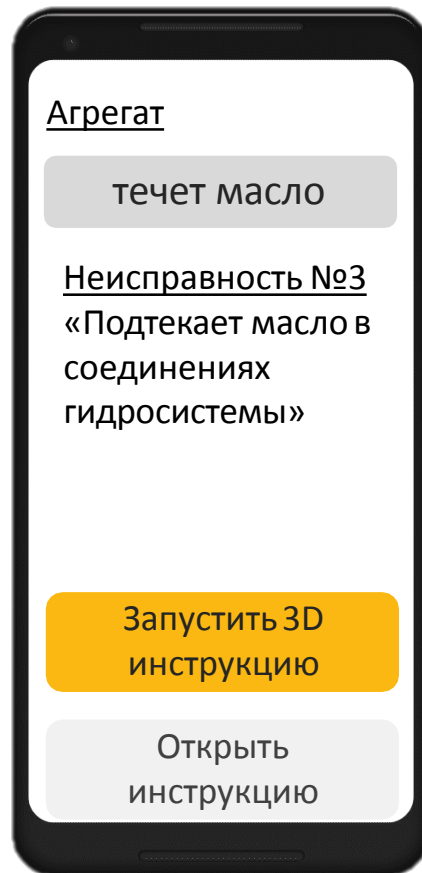 Агрегат
течет масло
Неисправность №3
«Подтекает масло в
соединениях
гидросистемы»
Запустить 3D
инструкцию
Открыть
инструкцию